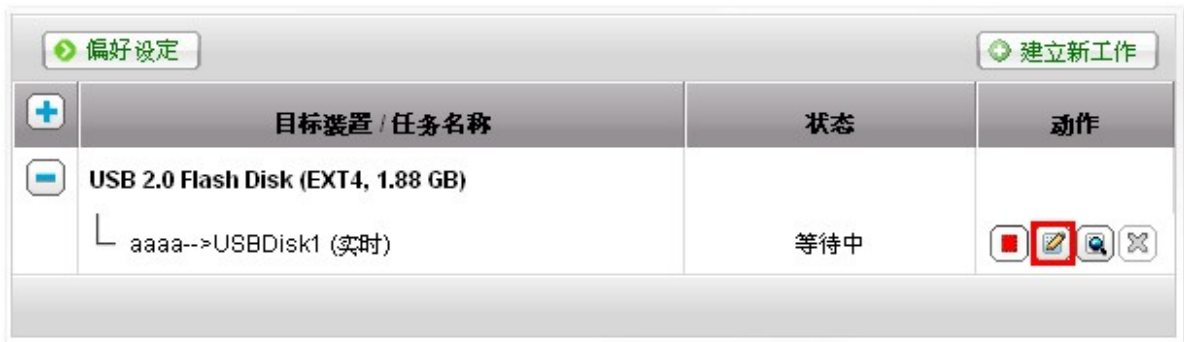 偏好设定
建立新工作
目标装置 / 任务名称 状态 动作
USB 2.0 Flash Disk (EXT4, 1.88 GB)
aaaa-->USBDisk1 (实时) 等待中